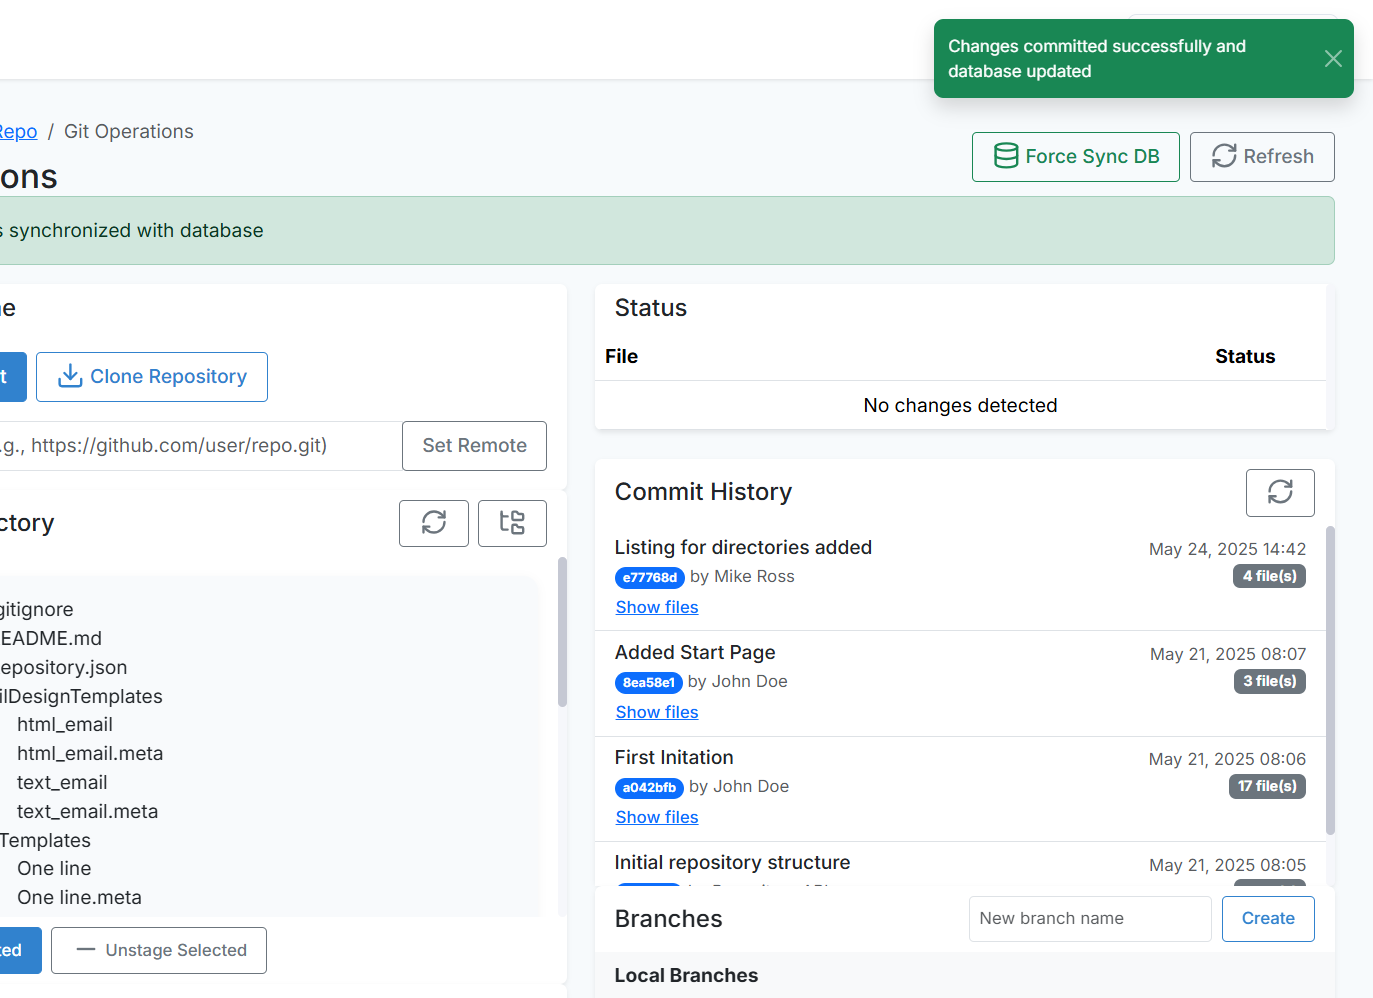 Changes committed successfully and
database updated
Repo / Git Operations
ons
Force Sync DB
Refresh
s synchronized with database
ne
t
Clone Repository
.g., https://github.com/user/repo.git)
Set Remote
ctory
gitignore
EADME.md
epository.json
ilDesignTemplates
html_email
html_email.meta
text_email
text_email.meta
Templates
One line
One line.meta
ted
Unstage Selected
Status
File Status
No changes detected
Commit History
Listing for directories added
May 24, 2025 14:42
e77768d by Mike Ross
4 file(s)
Show files
Added Start Page
May 21, 2025 08:07
8ea58e1 by John Doe
3 file(s)
Show files
First Initation
May 21, 2025 08:06
a042bfb by John Doe
17 file(s)
Show files
Initial repository structure
May 21, 2025 08:05
Branches
New branch name
Create
Local Branches